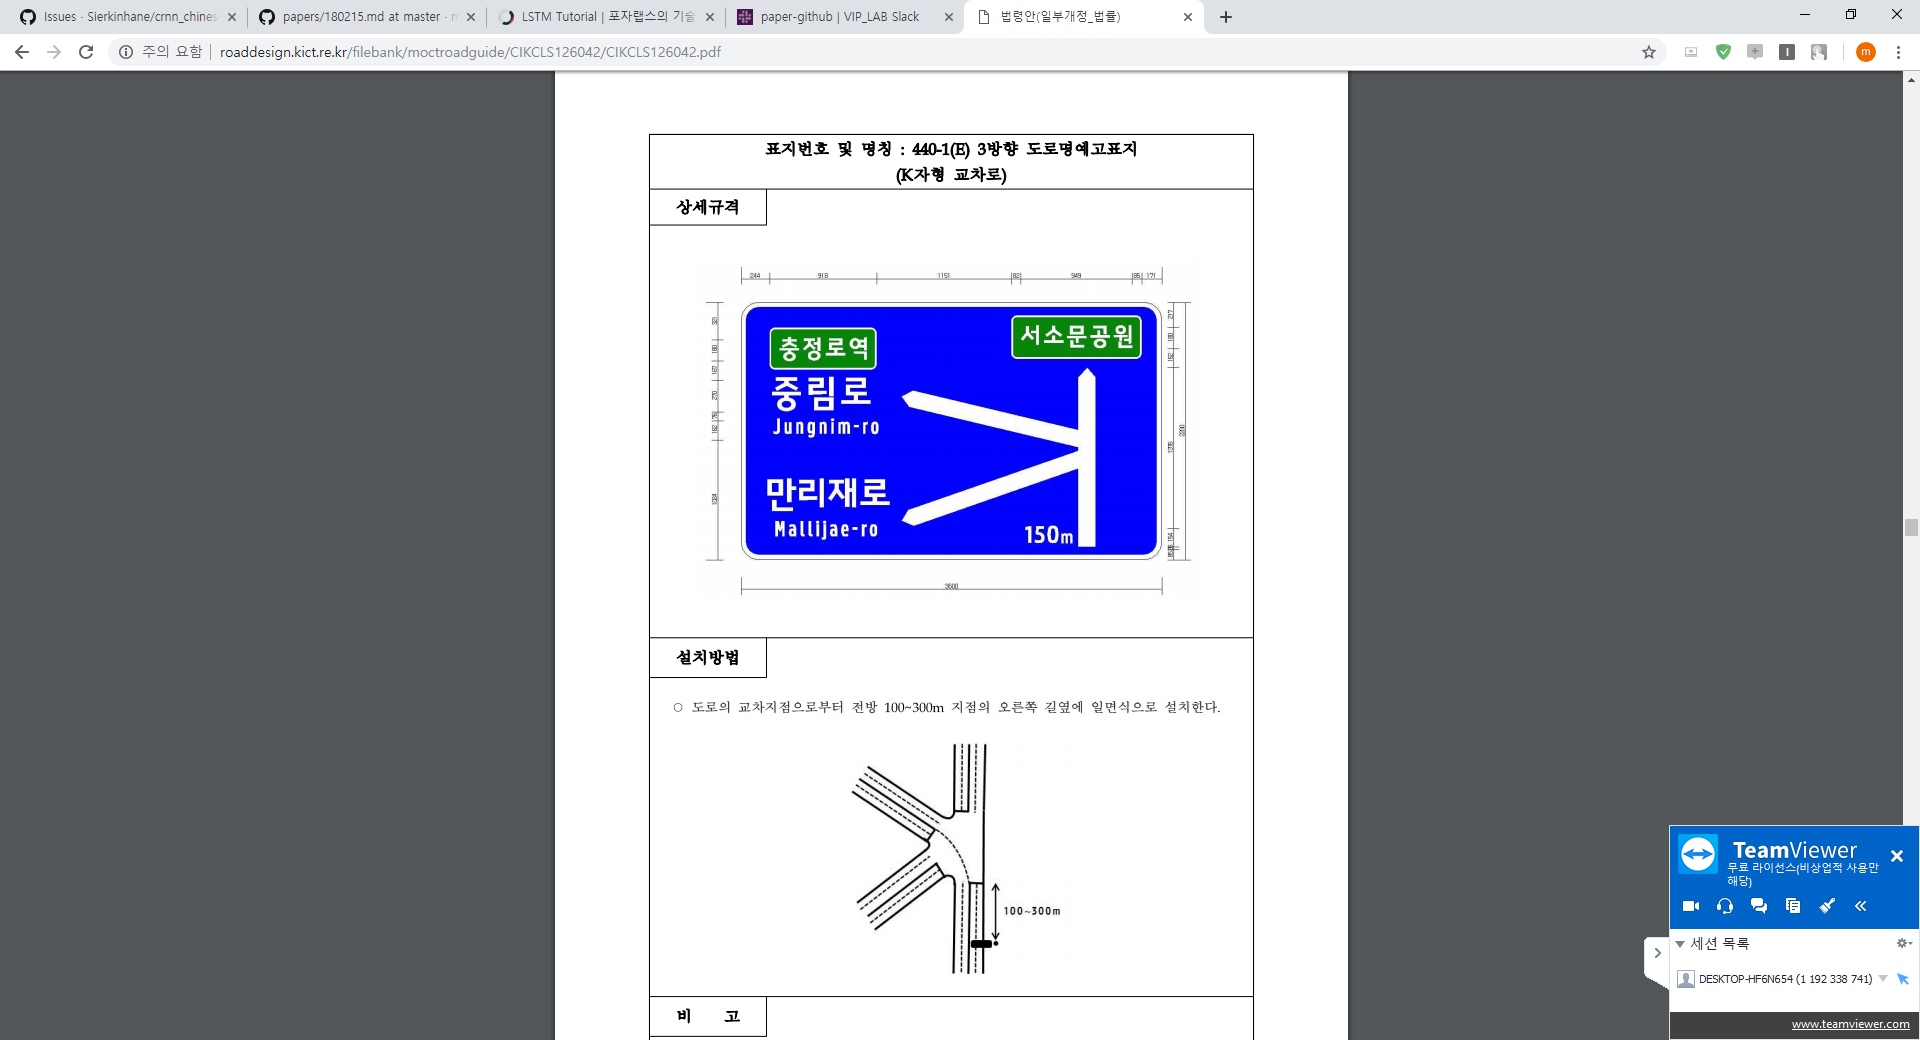 Issues · Sierkinhane/crnn_chines
papers/180215.md at master · n
LSTM Tutorial | 포자랩스의 기술
paper-github | VIP_LAB Slack
법령안(일부개정_법률)
주의 요함 | roaddesign.kict.re.kr/filebank/moctroadguide/CIKCLS126042/CIKCLS126042.pdf
m
표지번호 및 명칭 : 440-1(E) 3방향 도로명예고표지
(K자형 교차로)
상세규격
244 918 1151 82 949 85 171
충정로역
서소문공원
중림로
Jungnim-ro
만리재로
Mallijae-ro
150m
3600
설치방법
○ 도로의 교차지점으로부터 전방 100~300m 지점의 오른쪽 길옆에 일면식으로 설치한다.
100~300m
비 고
TeamViewer
무료 라이선스(비상업적 사용만
해당)
세션 목록
DESKTOP-HF6N654 (1 192 338 741)
www.teamviewer.com